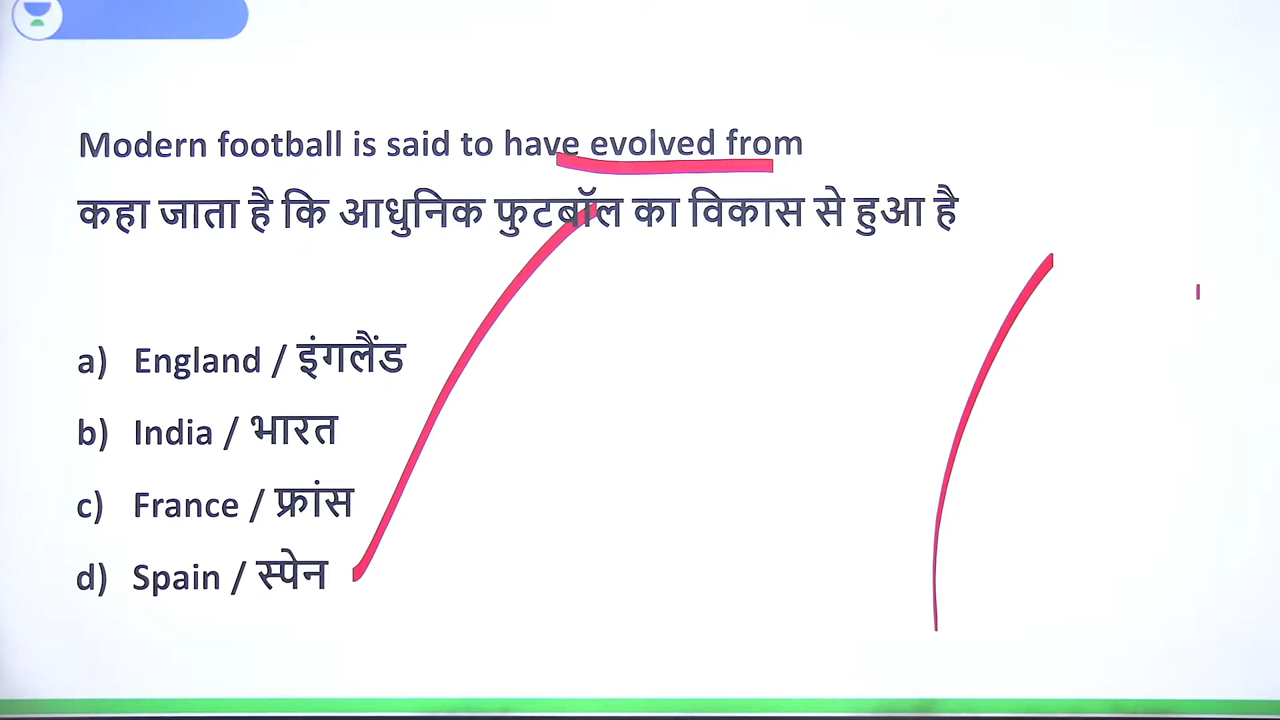 Modern football is said to have evolved from
कहा जाता है कि आधुनिक फुटबॉल का विकास से हुआ है
a) England / इंगलैंड
b) India / भारत
c) France / फ्रांस
d) Spain / स्पेन